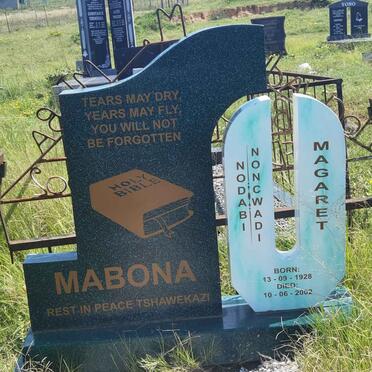 TEARS MAY DRY,
YEARS MAY FLY,
YOU WILL NOT
BE FORGOTTEN
HOLY
BIBLE
MABONA
REST IN PEACE TSHAWEKAZI
NODABI
NONCWADI
MAGARET
BORN:
13 - 09 - 1928
DIED:
10 - 06 - 2002
YONO